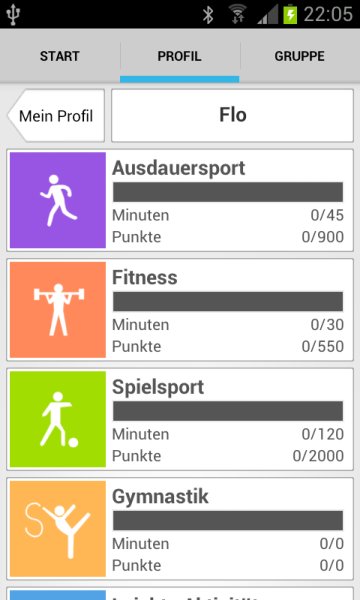 22:05
START
PROFIL
GRUPPE
Mein Profil
Flo
Ausdauersport
Minuten 0/45
Punkte 0/900
Fitness
Minuten 0/30
Punkte 0/550
Spielsport
Minuten 0/120
Punkte 0/2000
Gymnastik
Minuten 0/0
Punkte 0/0